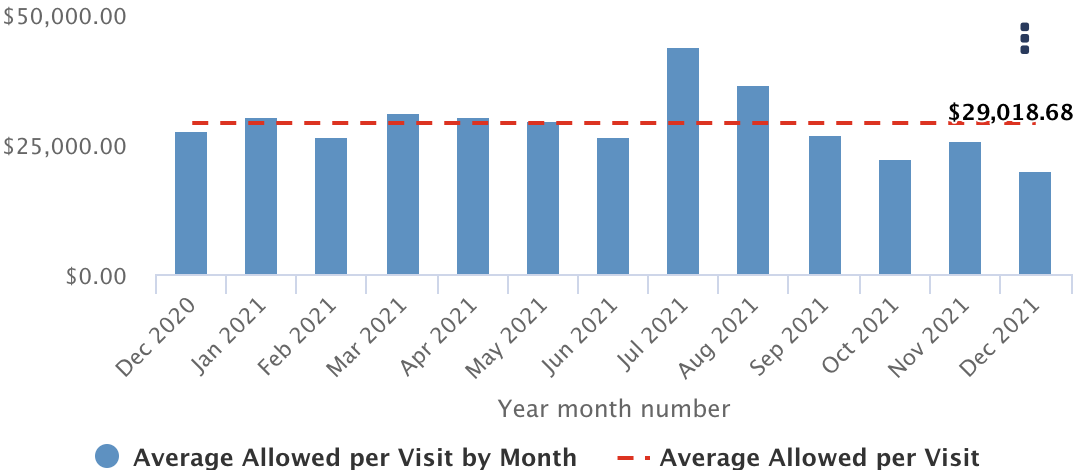 $50,000.00
$29,018.68
$25,000.00
$0.00
Dec 2020
Jan 2021
Feb 2021
Mar 2021
Apr 2021
May 2021
Jun 2021
Jul 2021
Aug 2021
Sep 2021
Oct 2021
Nov 2021
Dec 2021
Year month number
Average Allowed per Visit by Month
Average Allowed per Visit